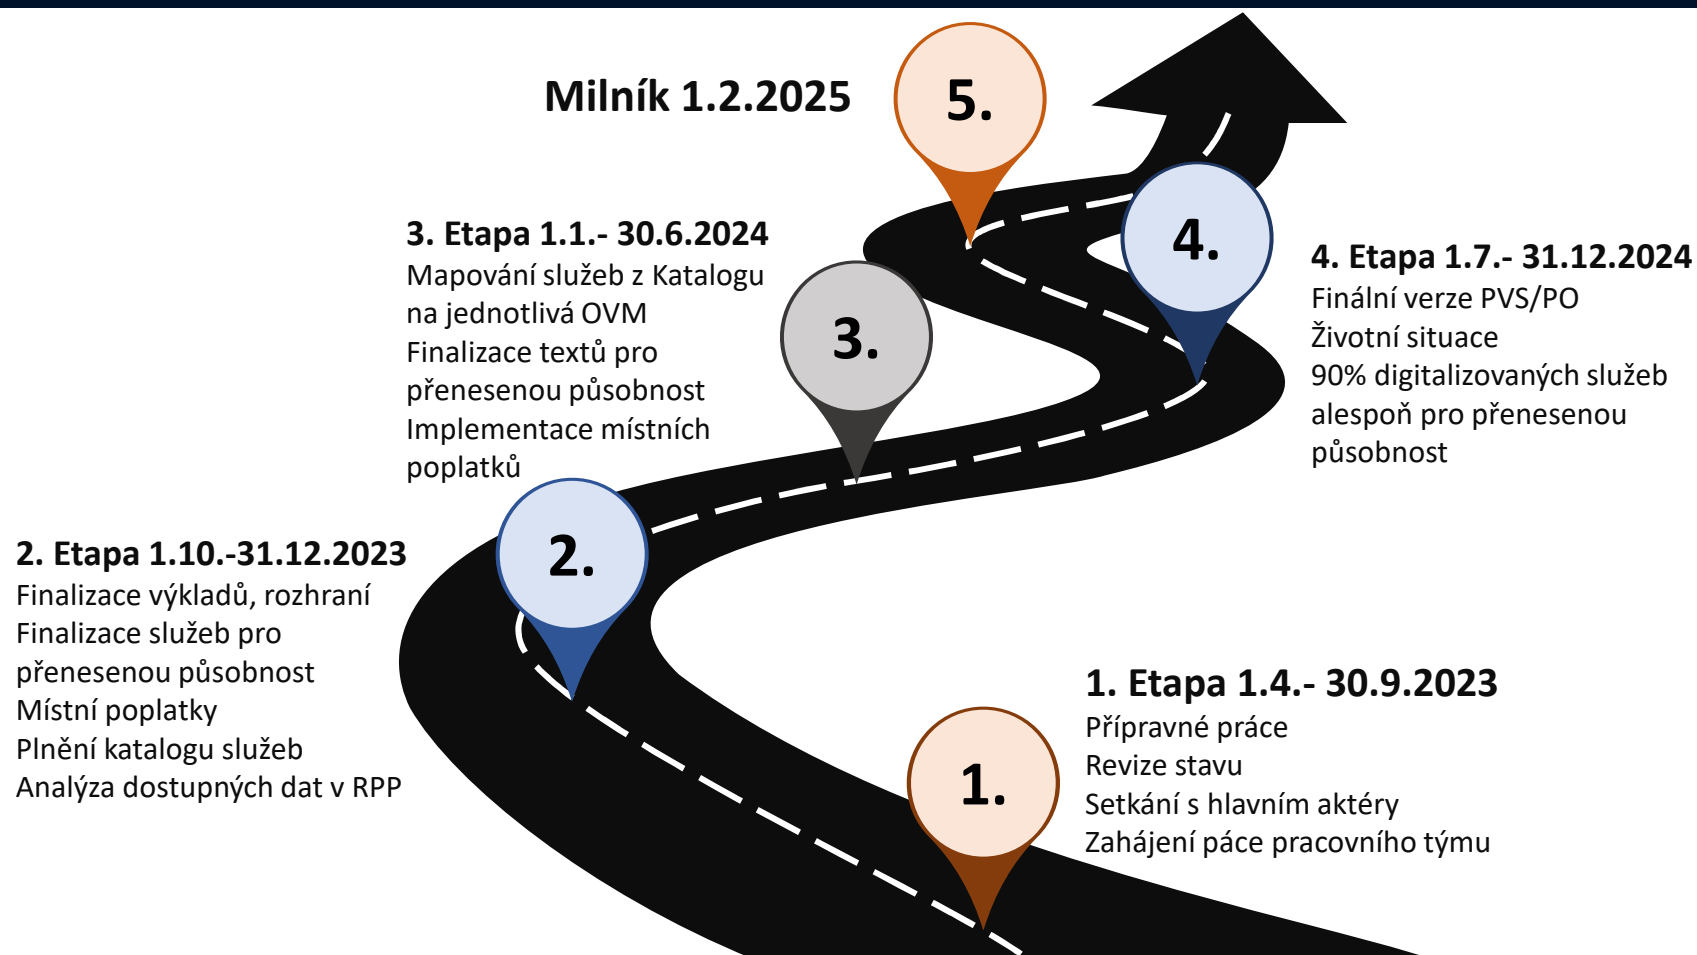 Milník 1.2.2025
5.
4.
3. Etapa 1.1.- 30.6.2024
Mapování služeb z Katalogu
na jednotlivá OVM
Finalizace textů pro
přenesenou působnost
Implementace místních
poplatků
3.
4. Etapa 1.7.- 31.12.2024
Finální verze PVS/PO
Životní situace
90% digitalizovaných služeb
alespoň pro přenesenou
působnost
2. Etapa 1.10.-31.12.2023
Finalizace výkladů, rozhraní
Finalizace služeb pro
přenesenou působnost
Místní poplatky
Plnění katalogu služeb
Analýza dostupných dat v RPP
2.
1. Etapa 1.4.- 30.9.2023
Přípravné práce
Revize stavu
Setkání s hlavním aktéry
Zahájení páce pracovního týmu
1.